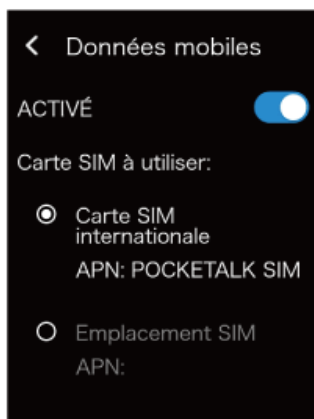 Données mobiles
ACTIVÉ
Carte SIM à utiliser:
Carte SIM
internationale
APN: POCKETALK SIM
Emplacement SIM
APN: